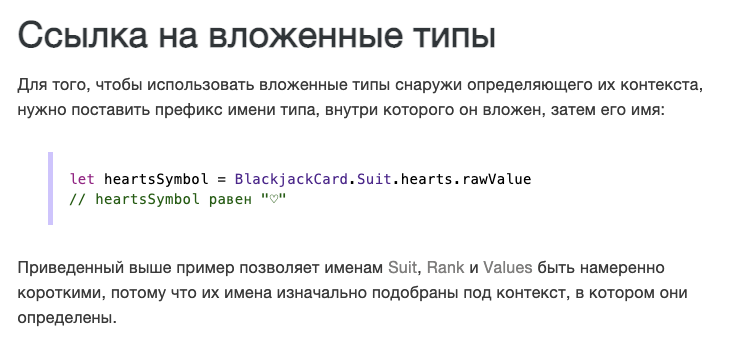 Ссылка на вложенные типы
Для того, чтобы использовать вложенные типы снаружи определяющего их контекста,
нужно поставить префикс имени типа, внутри которого он вложен, затем его имя:
let heartsSymbol = BlackjackCard.Suit.hearts.rawValue
// heartsSymbol равен "♡"
Приведенный выше пример позволяет именам Suit, Rank и Values быть намеренно
короткими, потому что их имена изначально подобраны под контекст, в котором они
определены.